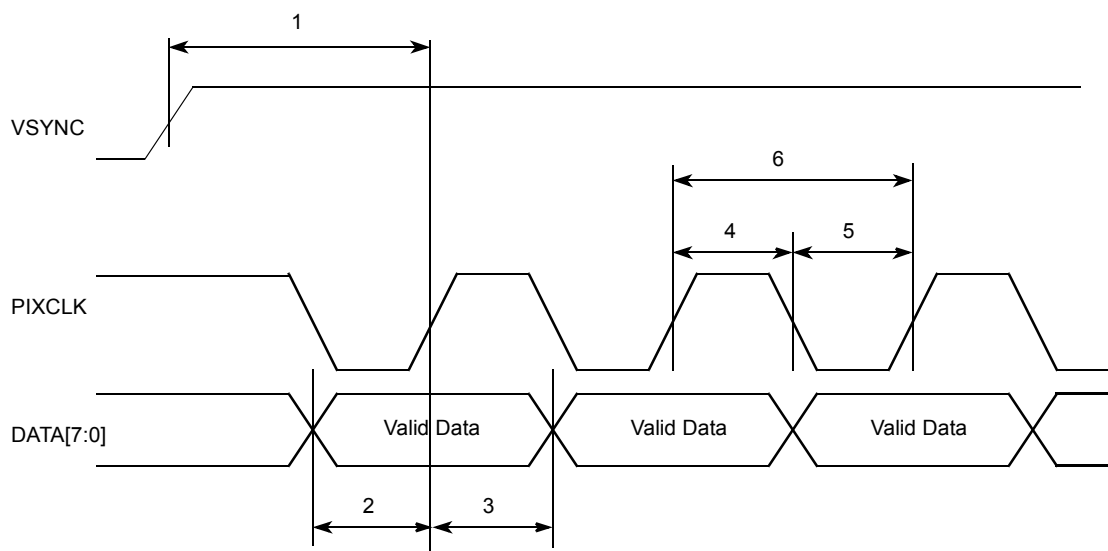 1
VSYNC
6
4 5
PIXCLK
DATA[7:0] Valid Data Valid Data Valid Data
2 3